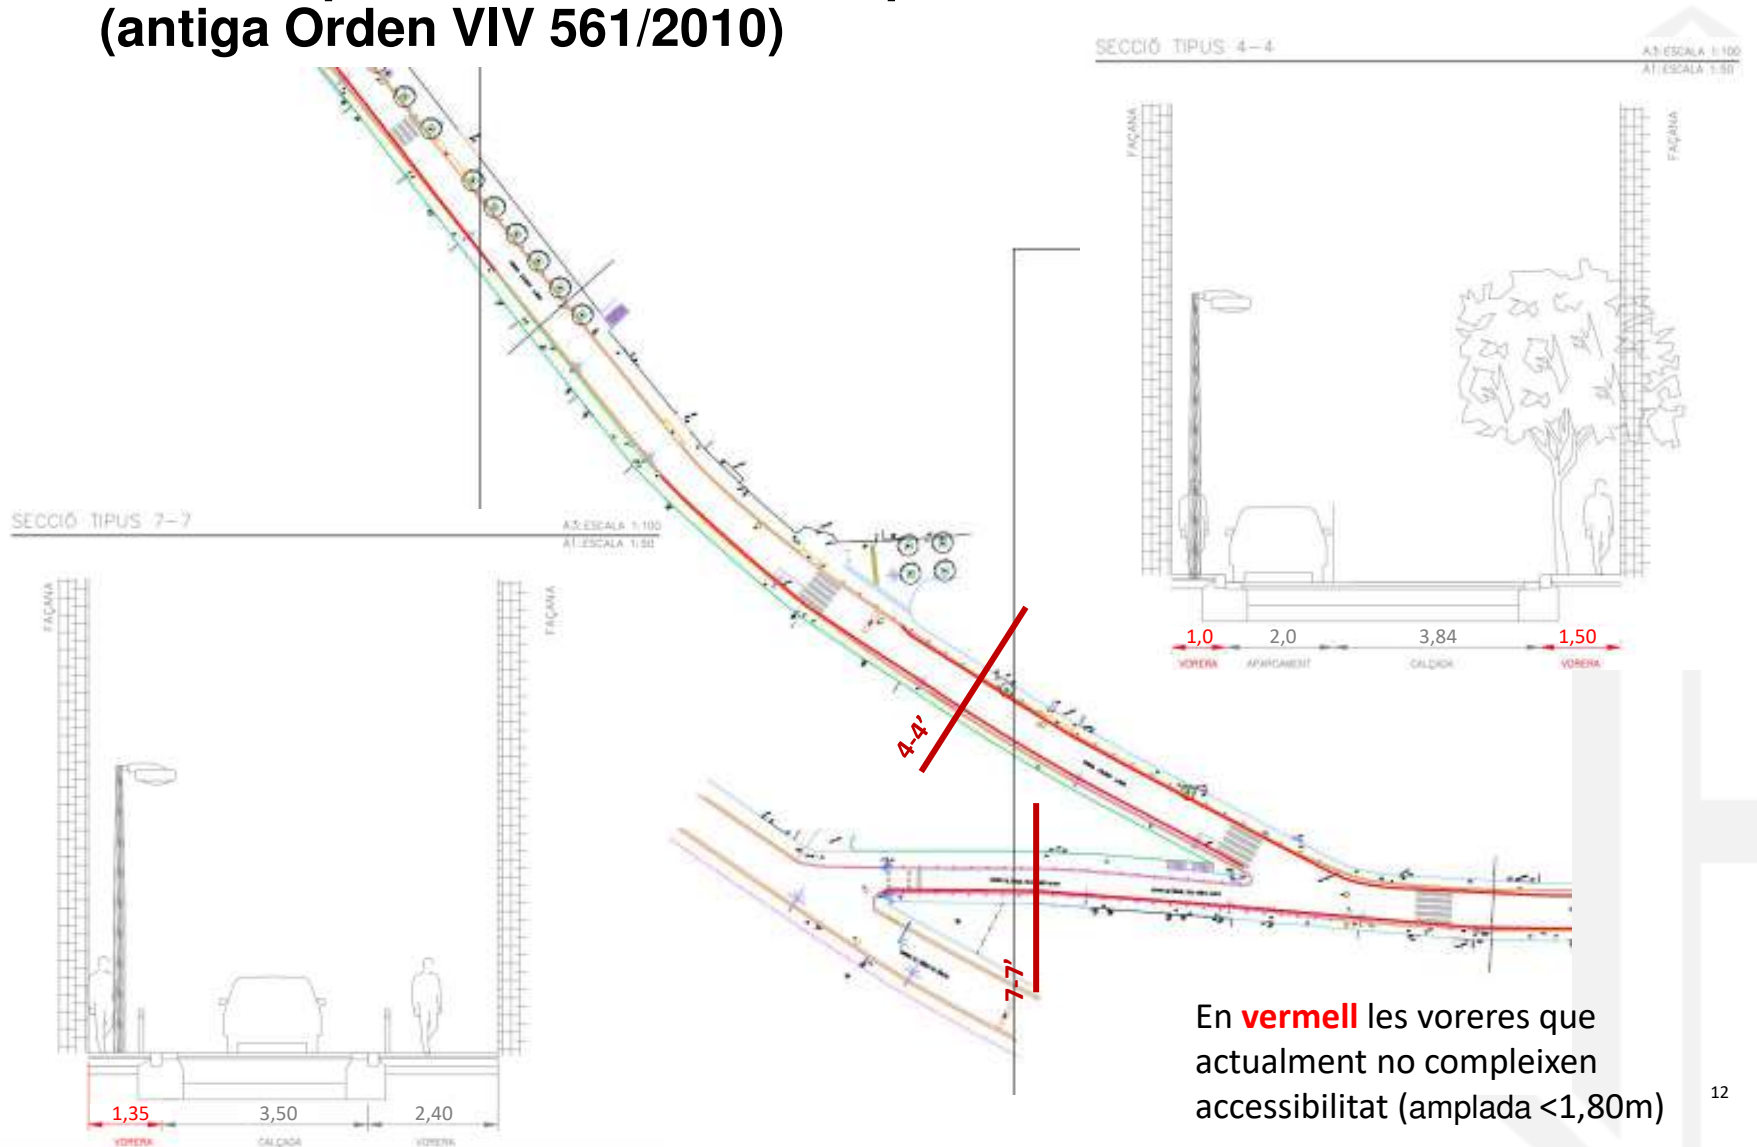 (antiga Orden VIV 561/2010)
SECCIÓ TIPUS 4-4
A3:ESCALA 1:100
A1:ESCALA 1:50
FAÇANA
FAÇANA
1,0
2,0
3,84
1,50
VORERA
APARCAMENT
CALÇADA
VORERA
SECCIÓ TIPUS 7-7
A3:ESCALA 1:100
A1:ESCALA 1:50
FAÇANA
FAÇANA
4-4'
7-7'
1,35
3,50
2,40
VORERA
CALÇADA
VORERA
En vermell les voreres que
actualment no compleixen
accessibilitat (amplada <1,80m)
12